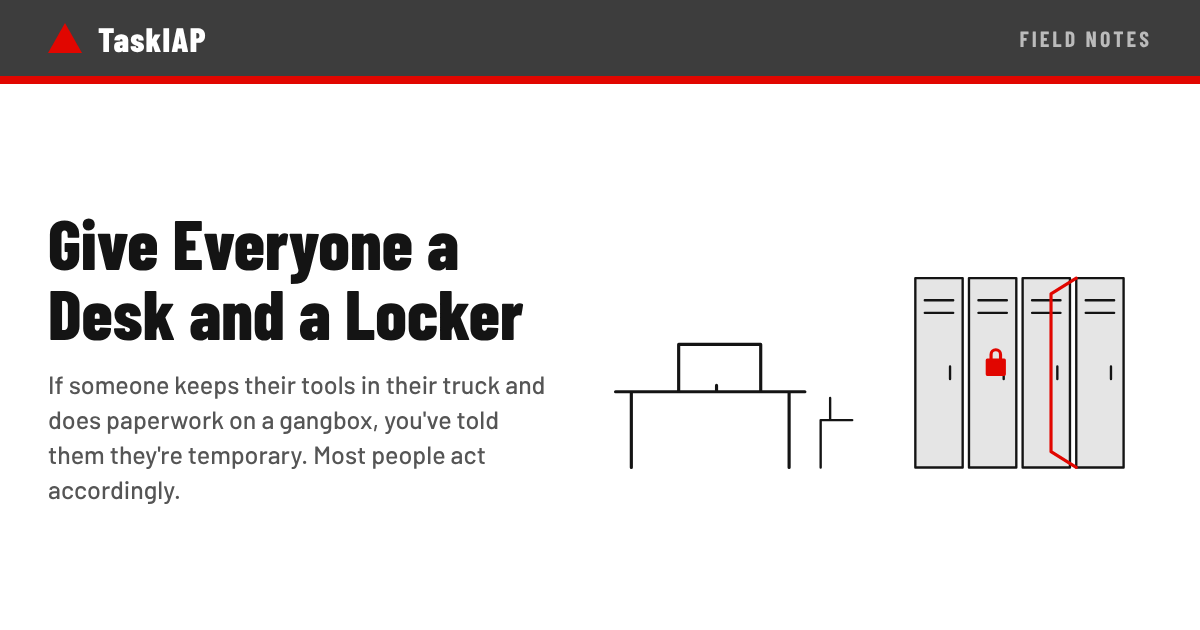 TaskIAP
FIELD NOTES
Give Everyone a
Desk and a Locker
If someone keeps their tools in their truck and
does paperwork on a gangbox, you've told
them they're temporary. Most people act
accordingly.